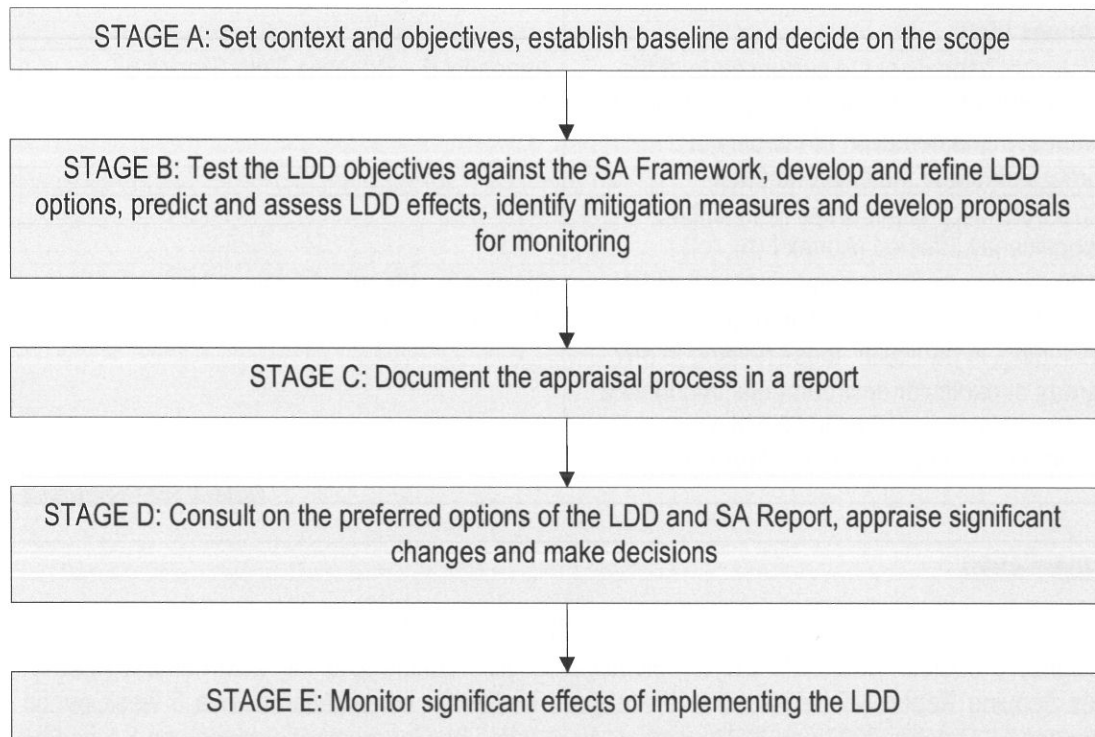 STAGE A: Set context and objectives, establish baseline and decide on the scope
STAGE B: Test the LDD objectives against the SA Framework, develop and refine LDD
options, predict and assess LDD effects, identify mitigation measures and develop proposals
for monitoring
STAGE C: Document the appraisal process in a report
STAGE D: Consult on the preferred options of the LDD and SA Report, appraise significant
changes and make decisions
STAGE E: Monitor significant effects of implementing the LDD